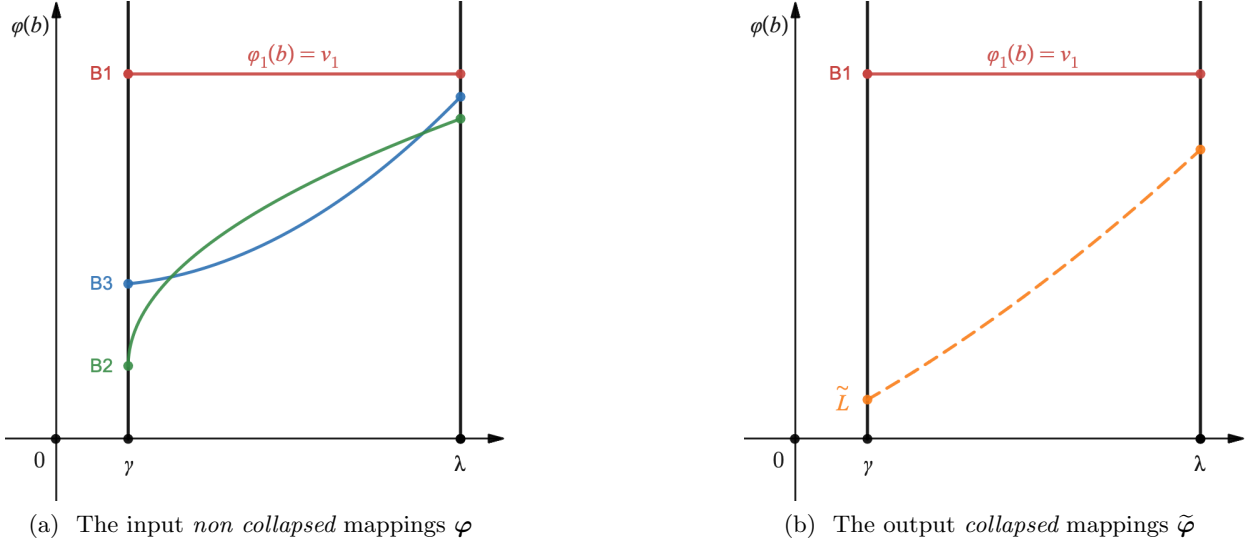 φ(b)
φ₁(b) = v₁
B1
B3
B2
0
γ
λ
(a) The input non collapsed mappings φ
φ(b)
φ₁(b) = v₁
B1
L̃
0
γ
λ
(b) The output collapsed mappings φ̃